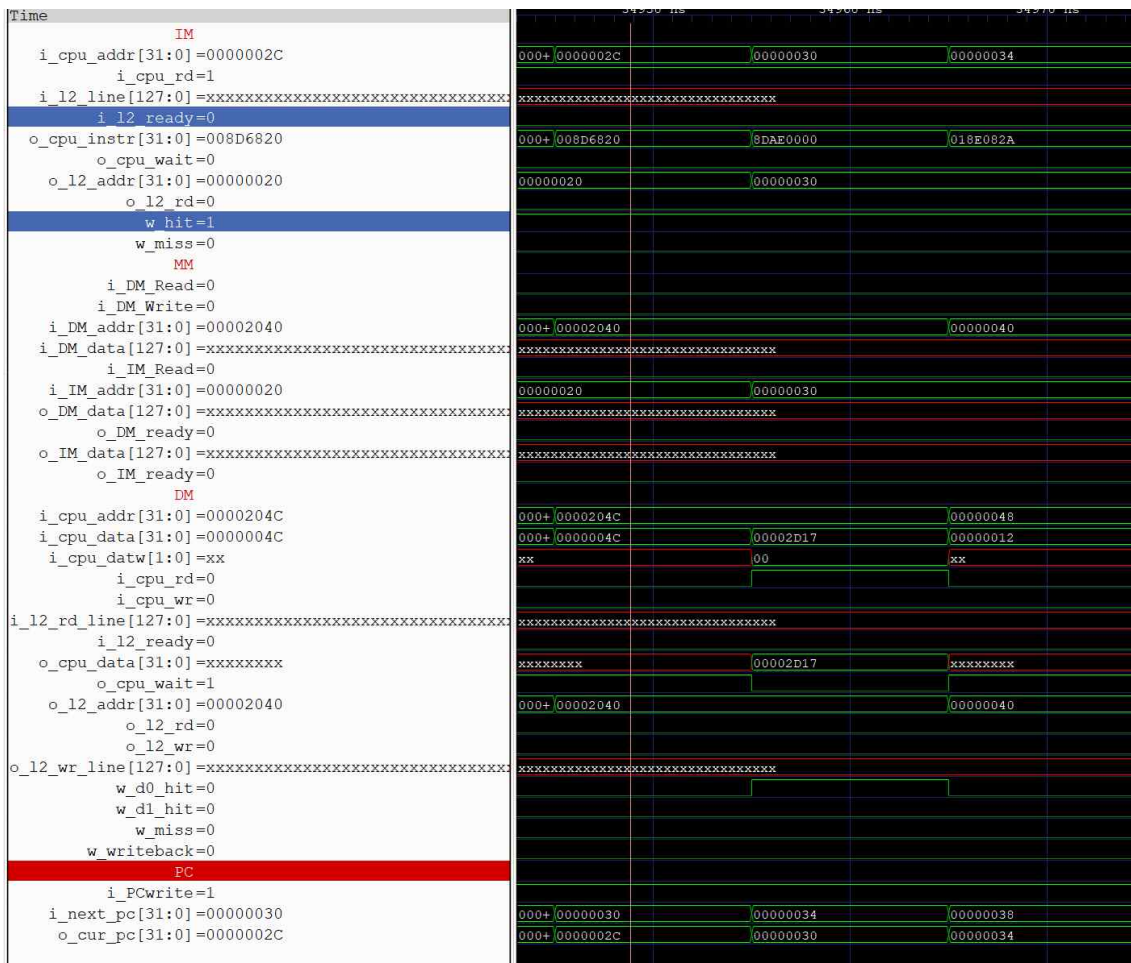 Time
IM
i_cpu_addr[31:0]=0000002C 000+ 0000002C 00000030 00000034
i_cpu_rd=1
i_l2_line[127:0]=xxxxxxxxxxxxxxxxxxxxxxxxxxxxxxx xxxxxxxxxxxxxxxxxxxxxxxxxxxxxxxx
i_l2_ready=0
o_cpu_instr[31:0]=008D6820 000+ 008D6820 8DAE0000 018E082A
o_cpu_wait=0
o_l2_addr[31:0]=00000020 00000020 00000030
o_l2_rd=0
w_hit=1
w_miss=0
MM
i_DM_Read=0
i_DM_Write=0
i_DM_addr[31:0]=00002040 000+ 00002040 00000040
i_DM_data[127:0]=xxxxxxxxxxxxxxxxxxxxxxxxxxxxxxx xxxxxxxxxxxxxxxxxxxxxxxxxxxxxxxx
i_IM_Read=0
i_IM_addr[31:0]=00000020 00000020 00000030
o_DM_data[127:0]=xxxxxxxxxxxxxxxxxxxxxxxxxxxxxxx xxxxxxxxxxxxxxxxxxxxxxxxxxxxxxxx
o_DM_ready=0
o_IM_data[127:0]=xxxxxxxxxxxxxxxxxxxxxxxxxxxxxxx xxxxxxxxxxxxxxxxxxxxxxxxxxxxxxxx
o_IM_ready=0
DM
i_cpu_addr[31:0]=0000204C 000+ 0000204C 00000048
i_cpu_data[31:0]=0000004C 000+ 0000004C 00002D17 00000012
i_cpu_datw[1:0]=xx xx 00 xx
i_cpu_rd=0
i_cpu_wr=0
i_l2_rd_line[127:0]=xxxxxxxxxxxxxxxxxxxxxxxxxxxxxxx xxxxxxxxxxxxxxxxxxxxxxxxxxxxxxxx
i_l2_ready=0
o_cpu_data[31:0]=xxxxxxxx xxxxxxxx 00002D17 xxxxxxxx
o_cpu_wait=1
o_l2_addr[31:0]=00002040 000+ 00002040 00000040
o_l2_rd=0
o_l2_wr=0
o_l2_wr_line[127:0]=xxxxxxxxxxxxxxxxxxxxxxxxxxxxxxx xxxxxxxxxxxxxxxxxxxxxxxxxxxxxxxx
w_d0_hit=0
w_d1_hit=0
w_miss=0
w_writeback=0
PC
i_PCwrite=1
i_next_pc[31:0]=00000030 000+ 00000030 00000034 00000038
o_cur_pc[31:0]=0000002C 000+ 0000002C 00000030 00000034